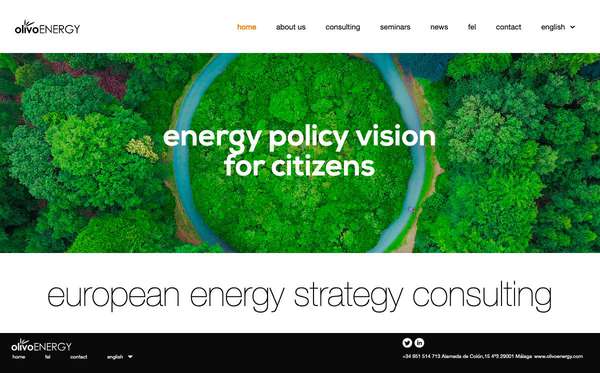 olivoENERGY
home about us consulting seminars news fel contact english
energy policy vision
for citizens
european energy strategy consulting
olivoENERGY
home fel contact english
+34 951 514 713 Alameda de Colón,15 4º3 29001 Málaga www.olivoenergy.com